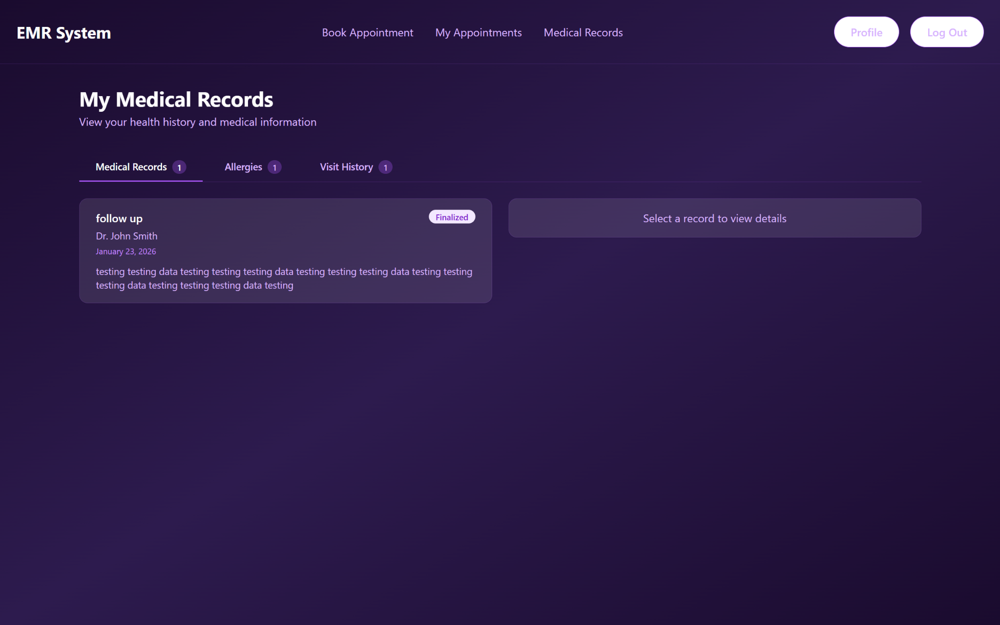 EMR System
Book Appointment
My Appointments
Medical Records
Profile
Log Out
My Medical Records
View your health history and medical information
Medical Records 1
Allergies 1
Visit History 1
follow up
Finalized
Dr. John Smith
January 23, 2026
testing testing data testing testing testing data testing testing testing data testing testing
testing data testing testing testing data testing
Select a record to view details